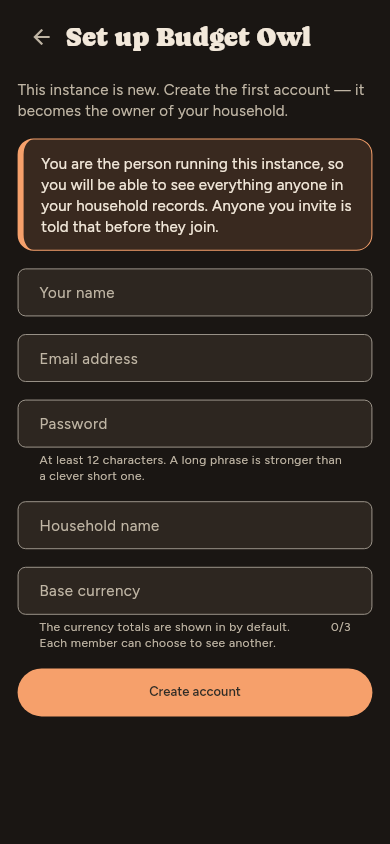 Set up Budget Owl
This instance is new. Create the first account — it
becomes the owner of your household.
You are the person running this instance, so
you will be able to see everything anyone in
your household records. Anyone you invite is
told that before they join.
Your name
Email address
Password
At least 12 characters. A long phrase is stronger than
a clever short one.
Household name
Base currency
The currency totals are shown in by default. 0/3
Each member can choose to see another.
Create account